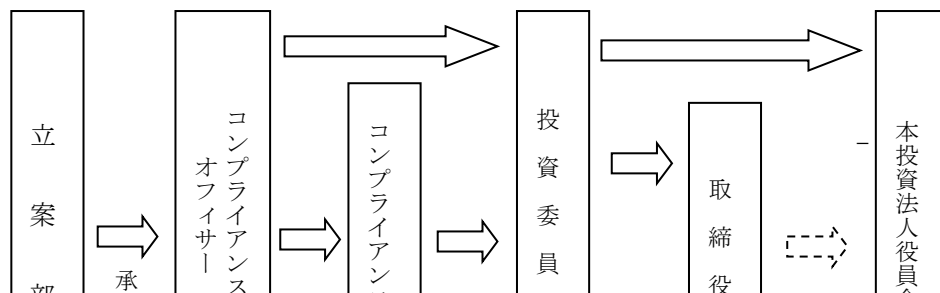 立案部
承
コンプライアンス
オフィサー
コンプライアンス
投資委員
取締役
本投資法人役員会